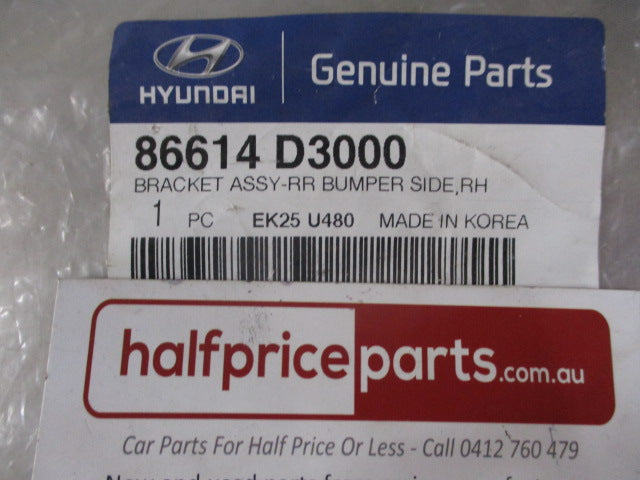 HYUNDAI
Genuine Parts
86614 D3000
BRACKET ASSY-RR BUMPER SIDE,RH
1 PC EK25 U480 MADE IN KOREA
halfpriceparts.com.au
Car Parts For Half Price Or Less - Call 0412 760 479